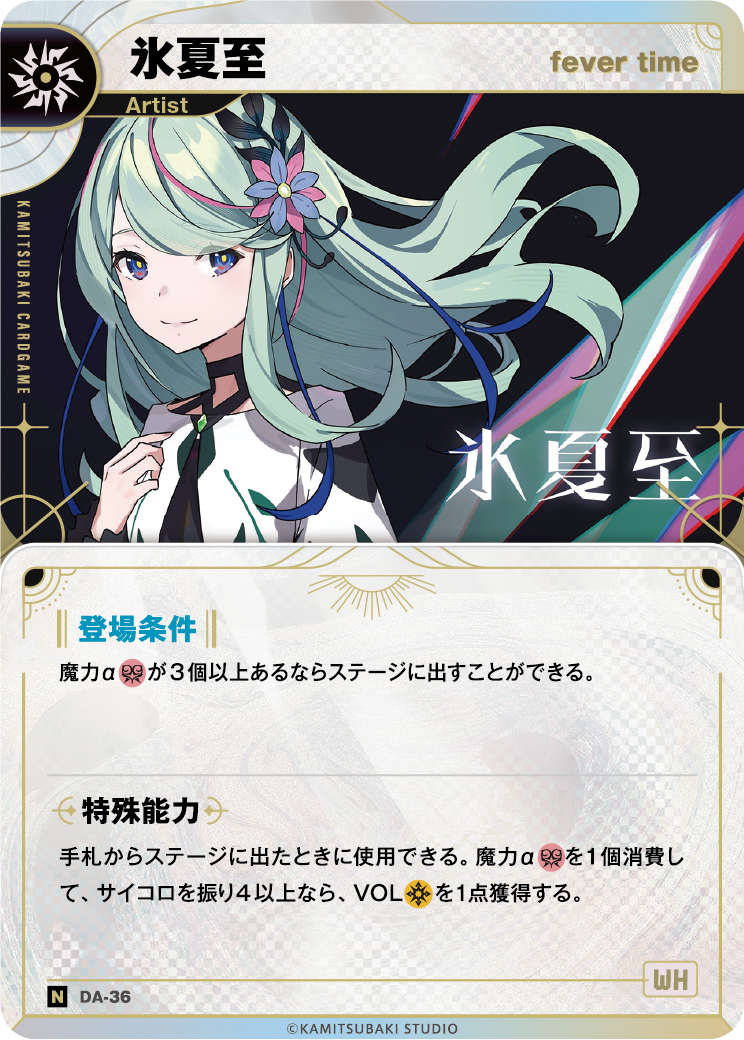 氷夏至
fever time
Artist
KAMITSUBAKI CARDGAME
氷夏至
登場条件
魔力αが3個以上あるならステージに出すことができる。
特殊能力
手札からステージに出たときに使用できる。魔力αを1個消費し
て、サイコロを振り4以上なら、VOLを1点獲得する。
WH
N DA-36
©KAMITSUBAKI STUDIO